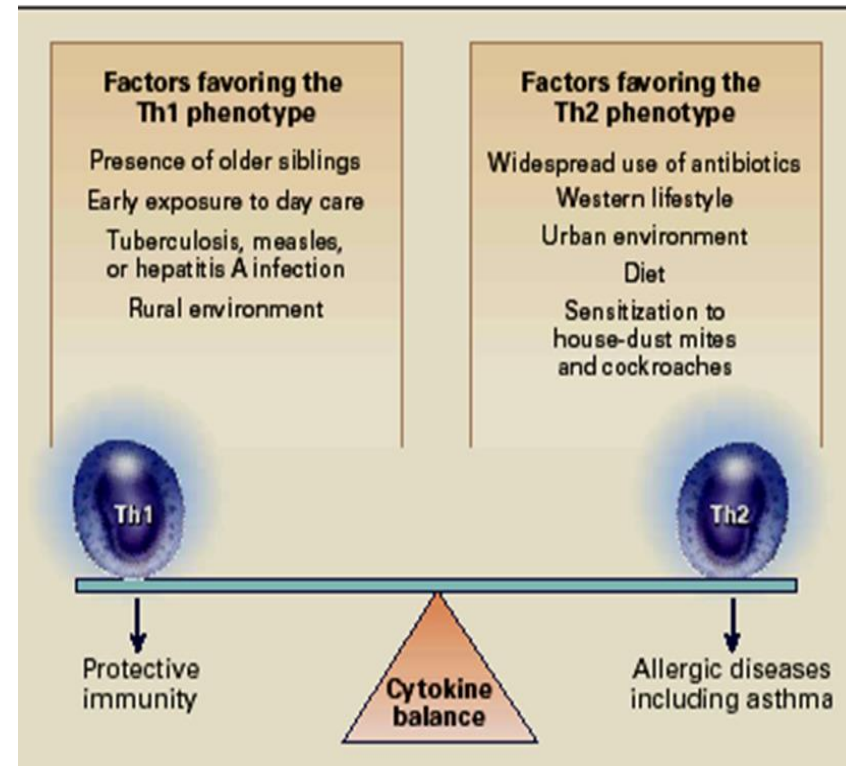 Factors favoring the
Th1 phenotype
Presence of older siblings
Early exposure to day care
Tuberculosis, measles,
or hepatitis A infection
Rural environment
Factors favoring the
Th2 phenotype
Widespread use of antibiotics
Western lifestyle
Urban environment
Diet
Sensitization to
house-dust mites
and cockroaches
Th1
Th2
Protective
immunity
Cytokine
balance
Allergic diseases
including asthma